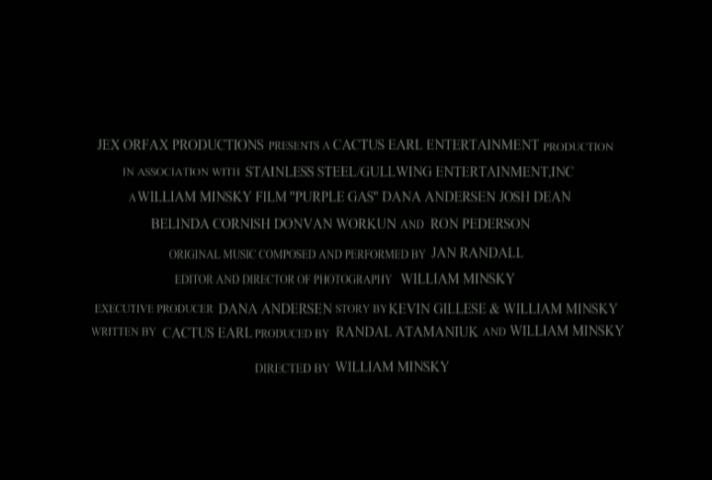 JEX ORFAX PRODUCTIONS PRESENTS A CACTUS EARL ENTERTAINMENT PRODUCTION
IN ASSOCIATION WITH STAINLESS STEEL/GULLWING ENTERTAINMENT,INC
A WILLIAM MINSKY FILM "PURPLE GAS" DANA ANDERSEN JOSH DEAN
BELINDA CORNISH DONVAN WORKUN AND RON PEDERSON
ORIGINAL MUSIC COMPOSED AND PERFORMED BY JAN RANDALL
EDITOR AND DIRECTOR OF PHOTOGRAPHY WILLIAM MINSKY
EXECUTIVE PRODUCER DANA ANDERSEN STORY BY KEVIN GILLESE & WILLIAM MINSKY
WRITTEN BY CACTUS EARL PRODUCED BY RANDAL ATAMANIUK AND WILLIAM MINSKY
DIRECTED BY WILLIAM MINSKY